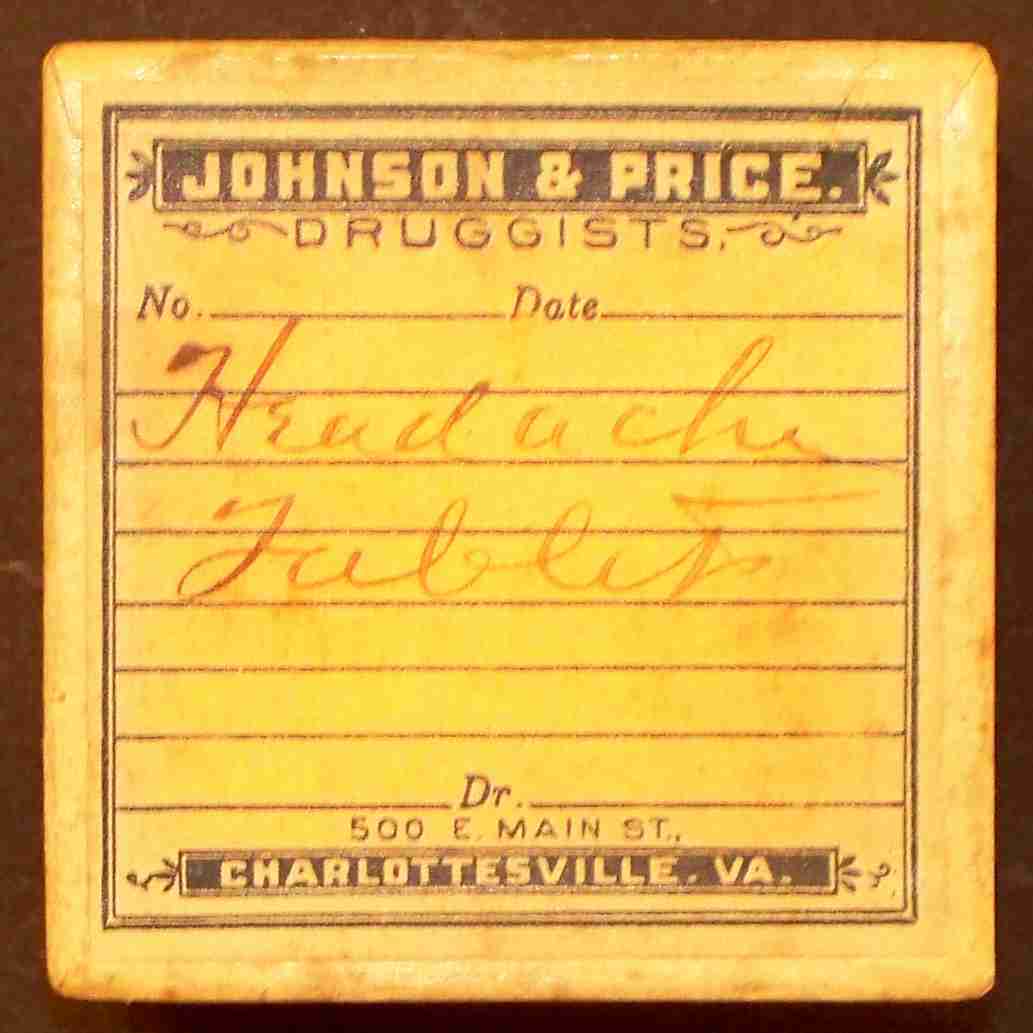 JOHNSON & PRICE.
DRUGGISTS,
No. Date
Headache
Tablets
Dr.
500 E. MAIN ST.,
CHARLOTTESVILLE, VA.